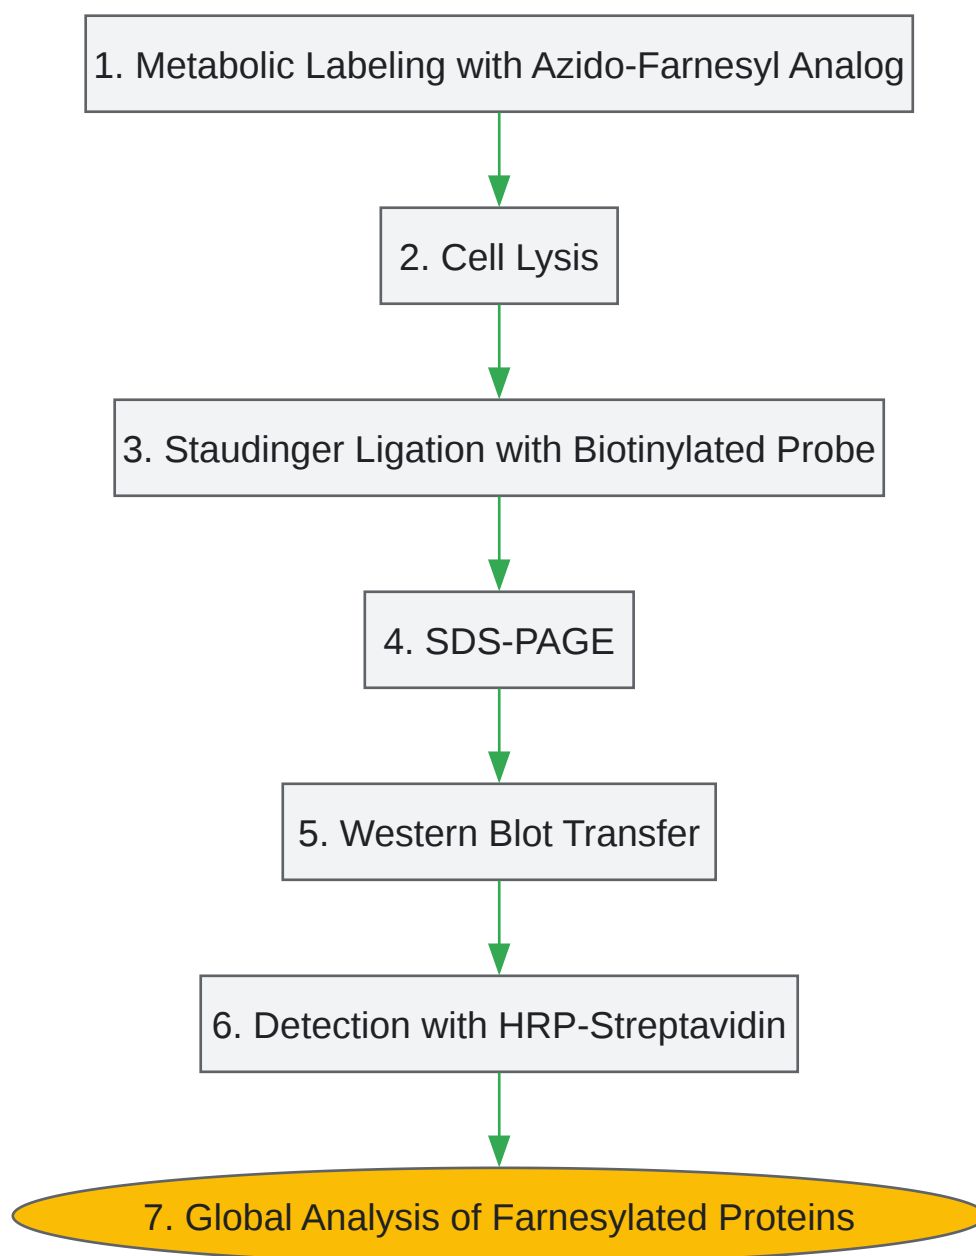 1. Metabolic Labeling with Azido-Farnesyl Analog
2. Cell Lysis
3. Staudinger Ligation with Biotinylated Probe
4. SDS-PAGE
5. Western Blot Transfer
6. Detection with HRP-Streptavidin
7. Global Analysis of Farnesylated Proteins